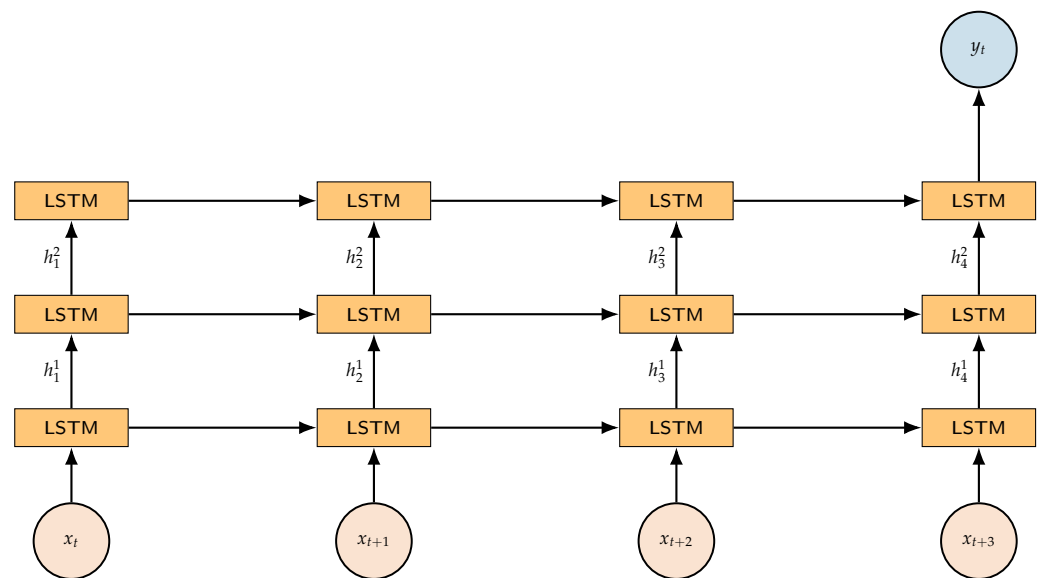 y_t
LSTM LSTM LSTM LSTM
h_1^2 h_2^2 h_3^2 h_4^2
LSTM LSTM LSTM LSTM
h_1^1 h_2^1 h_3^1 h_4^1
LSTM LSTM LSTM LSTM
x_t x_{t+1} x_{t+2} x_{t+3}